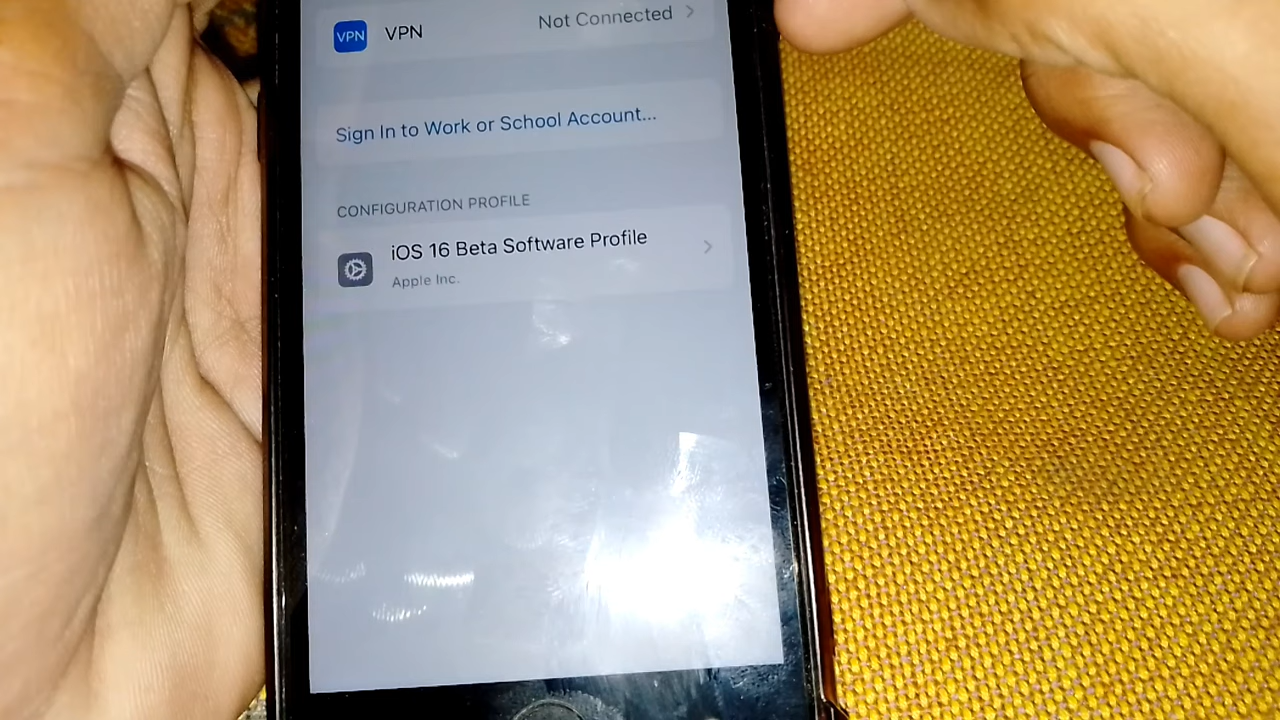 VPN VPN Not Connected
Sign In to Work or School Account...
CONFIGURATION PROFILE
iOS 16 Beta Software Profile
Apple Inc.